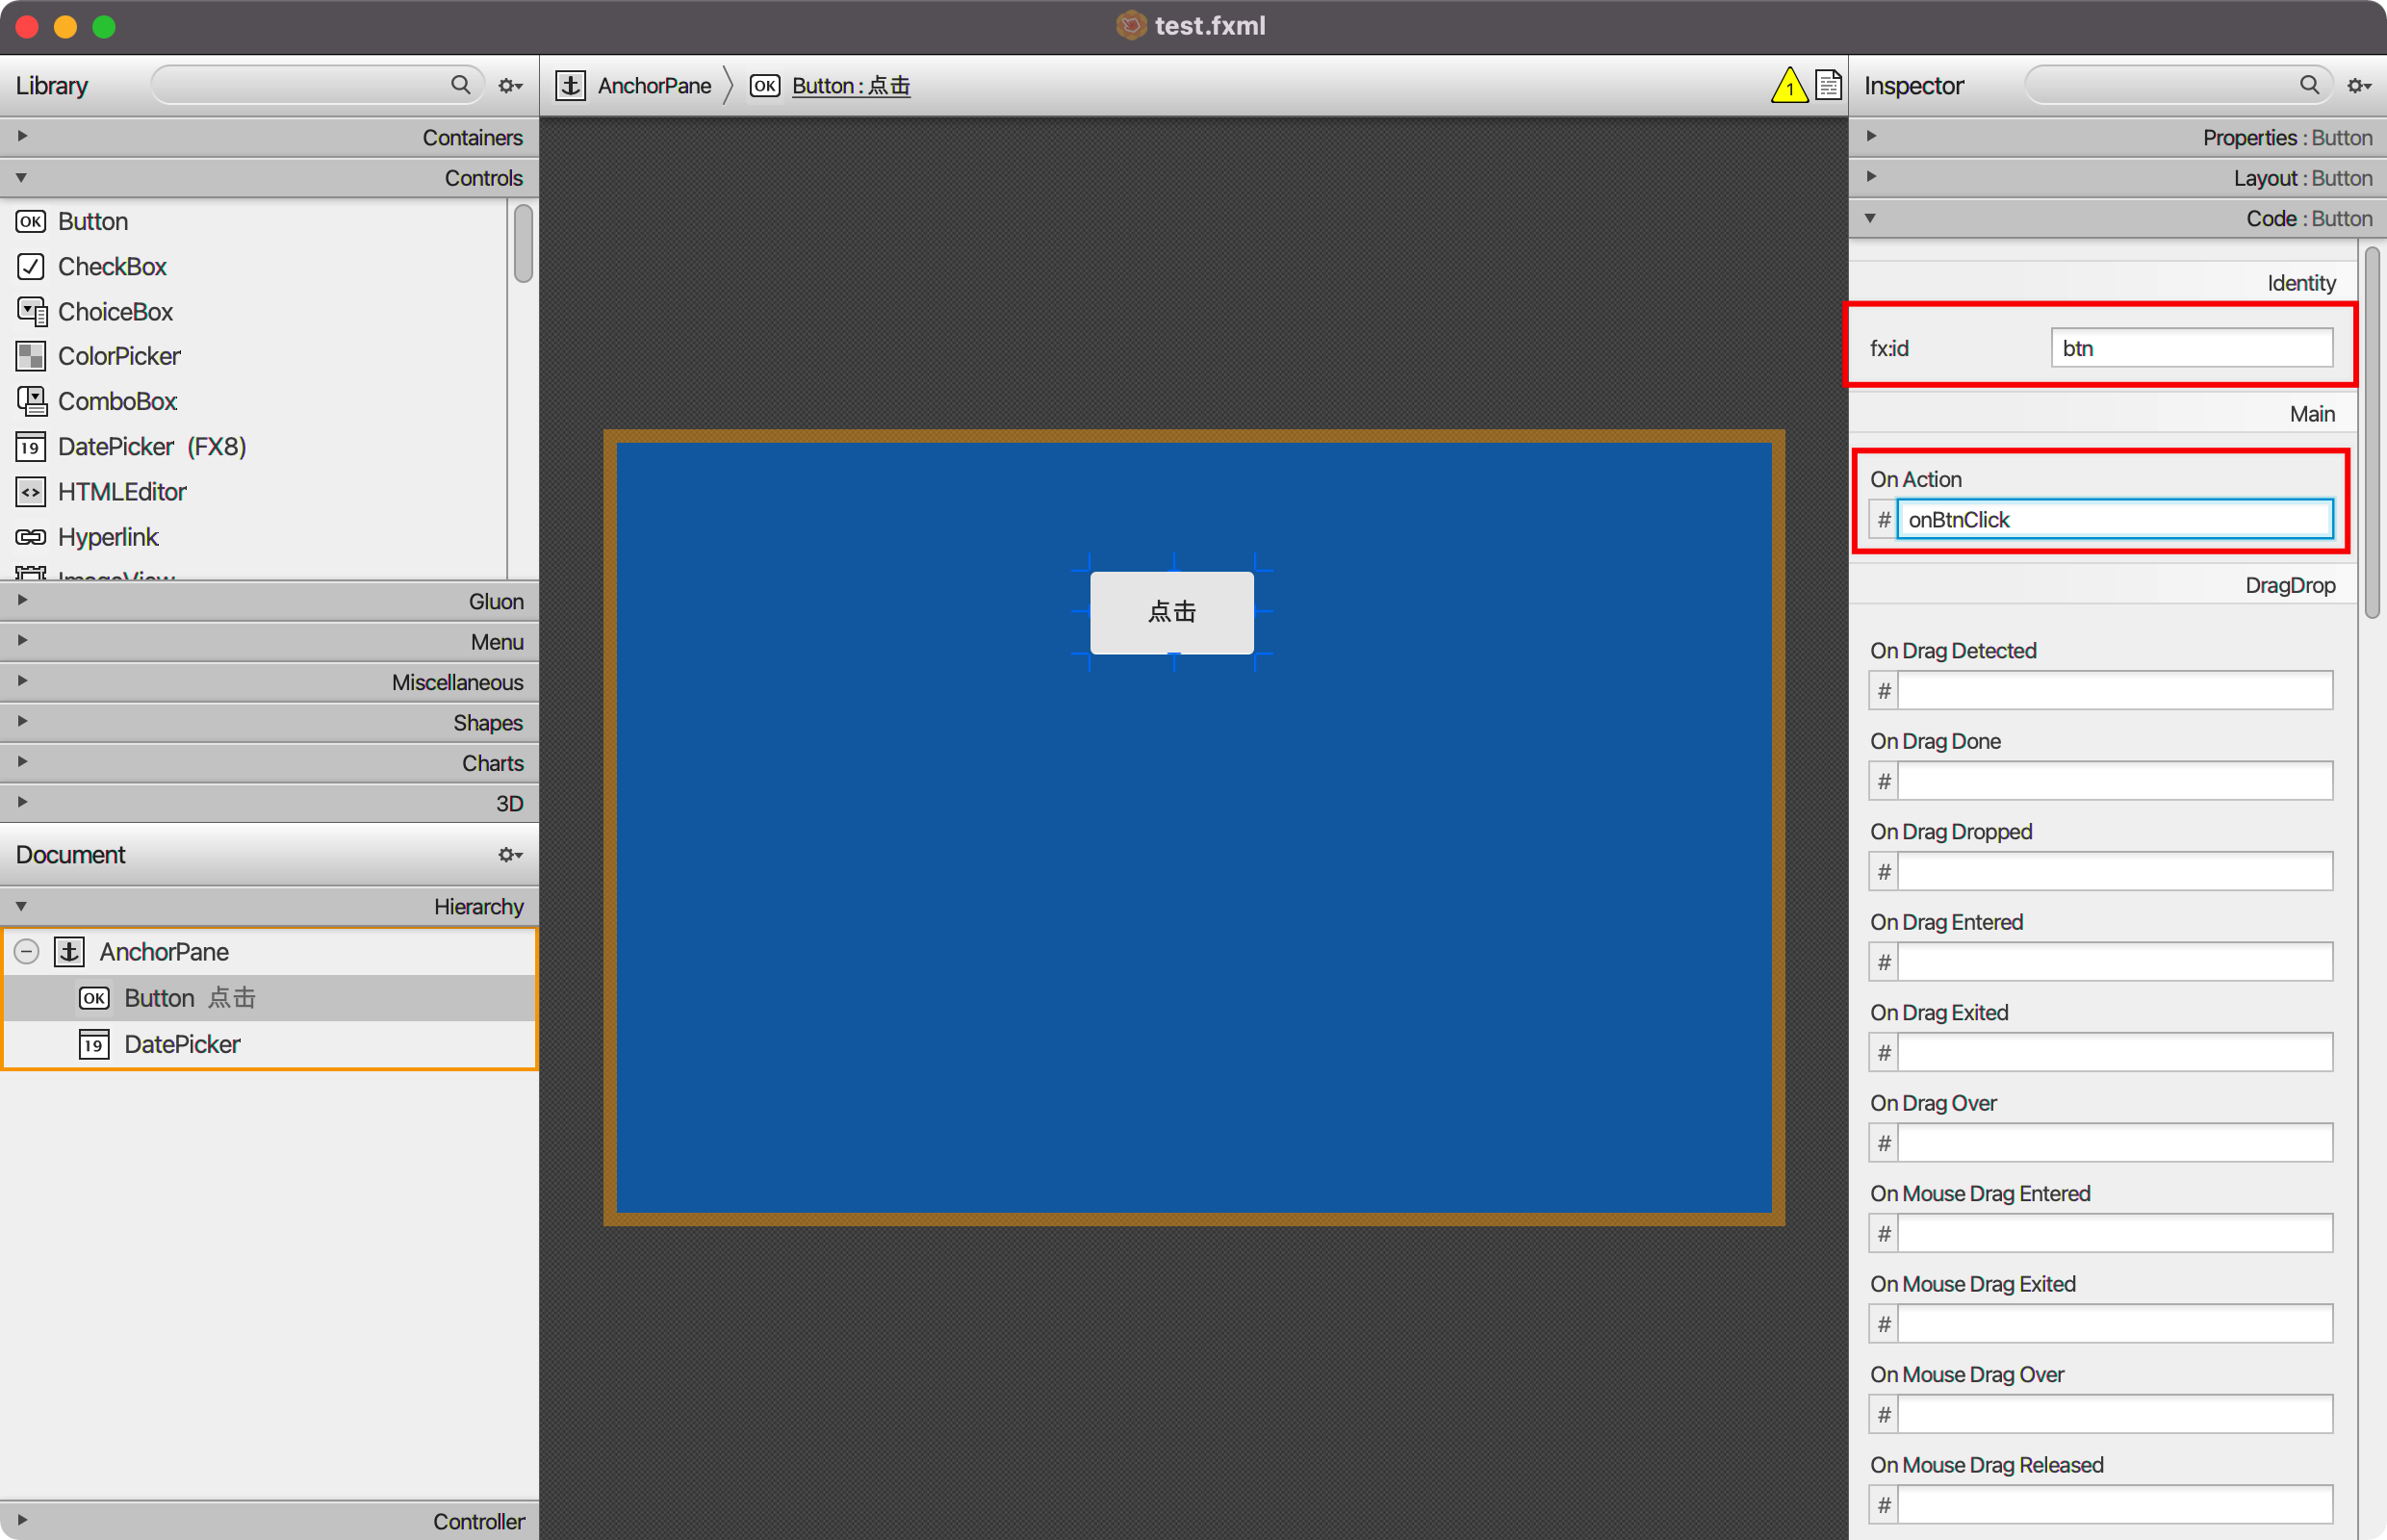 test.fxml
Library
Containers
Controls
OK Button
CheckBox
ChoiceBox
ColorPicker
ComboBox
19 DatePicker (FX8)
<> HTMLEditor
Hyperlink
ImageView
Gluon
Menu
Miscellaneous
Shapes
Charts
3D
Document
Hierarchy
AnchorPane
OK Button 点击
19 DatePicker
Controller
AnchorPane OK Button : 点击
1
点击
Inspector
Properties : Button
Layout : Button
Code : Button
Identity
fx:id btn
Main
On Action
# onBtnClick
DragDrop
On Drag Detected
#
On Drag Done
#
On Drag Dropped
#
On Drag Entered
#
On Drag Exited
#
On Drag Over
#
On Mouse Drag Entered
#
On Mouse Drag Exited
#
On Mouse Drag Over
#
On Mouse Drag Released
#